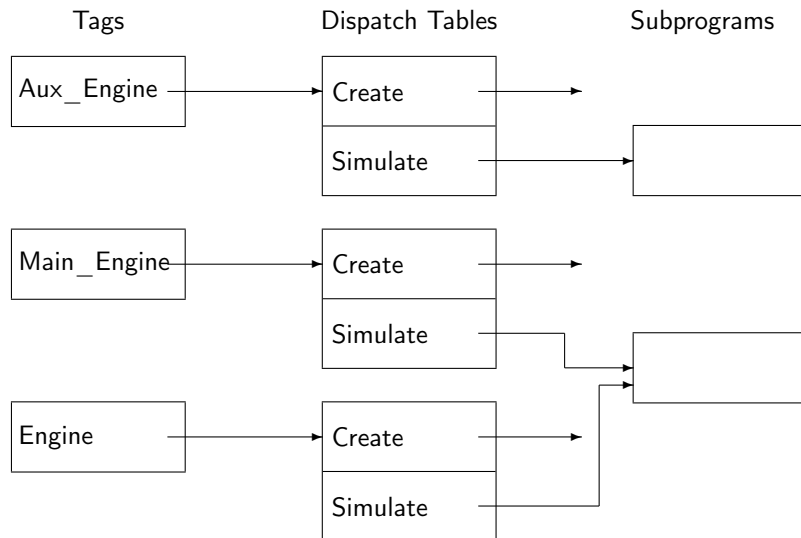 Tags Dispatch Tables Subprograms
Aux_Engine Create
Simulate
Main_Engine Create
Simulate
Engine Create
Simulate